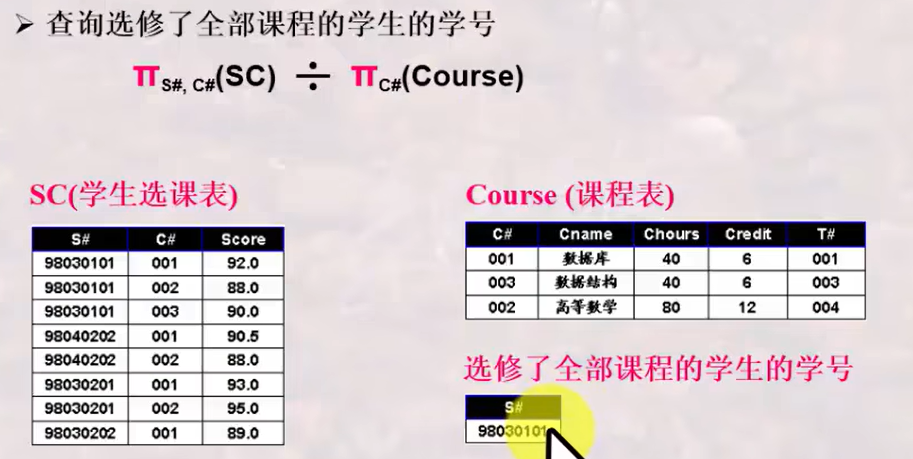 ➢ 查询选修了全部课程的学生的学号
π S#, C#(SC) ÷ π C#(Course)
SC(学生选课表)
S# C# Score
98030101 001 92.0
98030101 002 88.0
98030101 003 90.0
98040202 001 90.5
98040202 002 88.0
98030201 001 93.0
98030201 002 95.0
98030202 001 89.0
Course (课程表)
C# Cname Chours Credit T#
001 数据库 40 6 001
003 数据结构 40 6 003
002 高等数学 80 12 004
选修了全部课程的学生的学号
S#
98030101